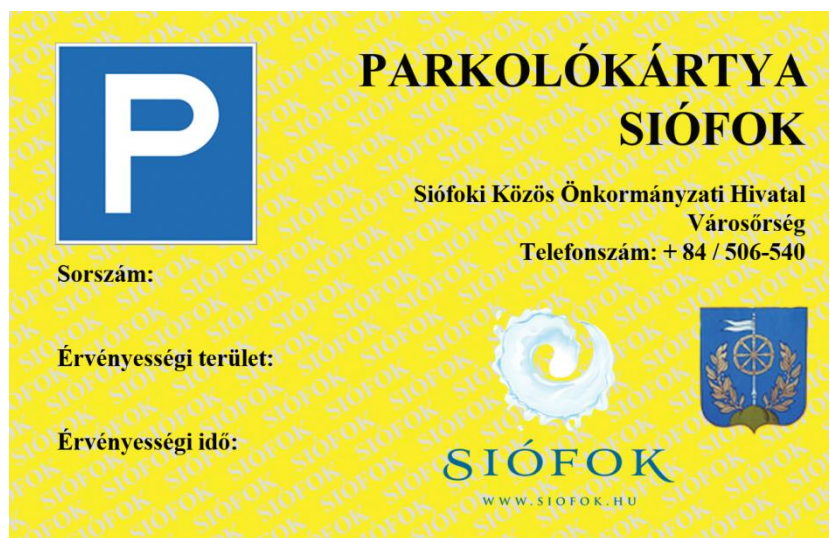 P
PARKOLÓKÁRTYA
SIÓFOK
Siófoki Közös Önkormányzati Hivatal
Városőrség
Telefonszám: + 84 / 506-540
Sorszám:
Érvényességi terület:
Érvényességi idő:
SIÓFOK
WWW.SIOFOK.HU